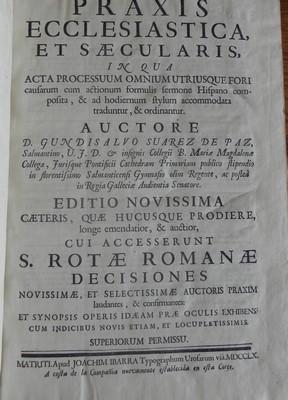 PRAXIS
ECCLESIASTICA,
ET SÆCULARIS,
IN QUA
ACTA PROCESSUUM OMNIUM UTRIUSQUE FORI
causarum cum actionum formulis sermone Hispano com-
posita, & ad hodiernum stylum accommodata
traduntur, & ordinantur.
AUCTORE
D. GUNDISALVO SUAREZ DE PAZ,
Salmantino, U. J. D. & insignis Collegii B. Mariæ Magdalenæ
Collega, Jurisque Pontificii Cathedram Primariam publico stipendio
in florentissimo Salmanticensi Gymnasio olim Regente, ac postea
in Regia Galleciæ Audientia Senatore.
EDITIO NOVISSIMA
CÆTERIS, QUÆ HUCUSQUE PRODIERE,
longe emendatior, & auctior,
CUI ACCESSERUNT
S. ROTÆ ROMANÆ
DECISIONES
NOVISSIMÆ, ET SELECTISSIMÆ AUCTORIS PRAXIM
laudantes, & confirmantes:
ET SYNOPSIS OPERIS IDÆAM PRÆ OCULIS EXHIBENS:
CUM INDICIBUS NOVIS ETIAM, ET LOCUPLETISSIMIS.
SUPERIORUM PERMISSU.
MATRITI. Apud JOACHIM IBARRA Typographum Urosarum via. MDCCLX.
A costa de la Compañia nuevamente establecida en esta Corte.